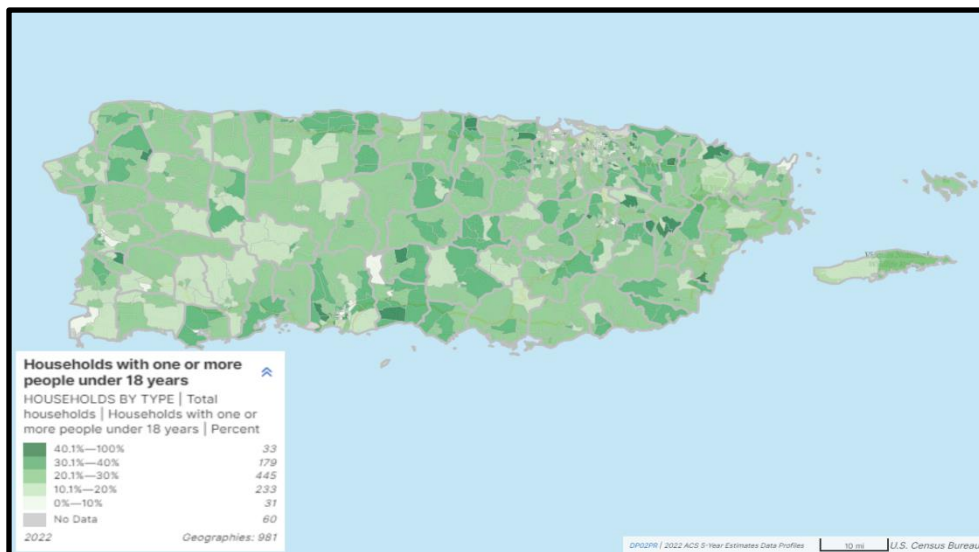 Households with one or more
people under 18 years
HOUSEHOLDS BY TYPE | Total
households | Households with one or
more people under 18 years | Percent
40.1%—100% 33
30.1%—40% 179
20.1%—30% 445
10.1%—20% 233
0%—10% 31
No Data 60
2022 Geographies: 981
DP02PR | 2022 ACS 5-Year Estimates Data Profiles 10 mi U.S. Census Bureau